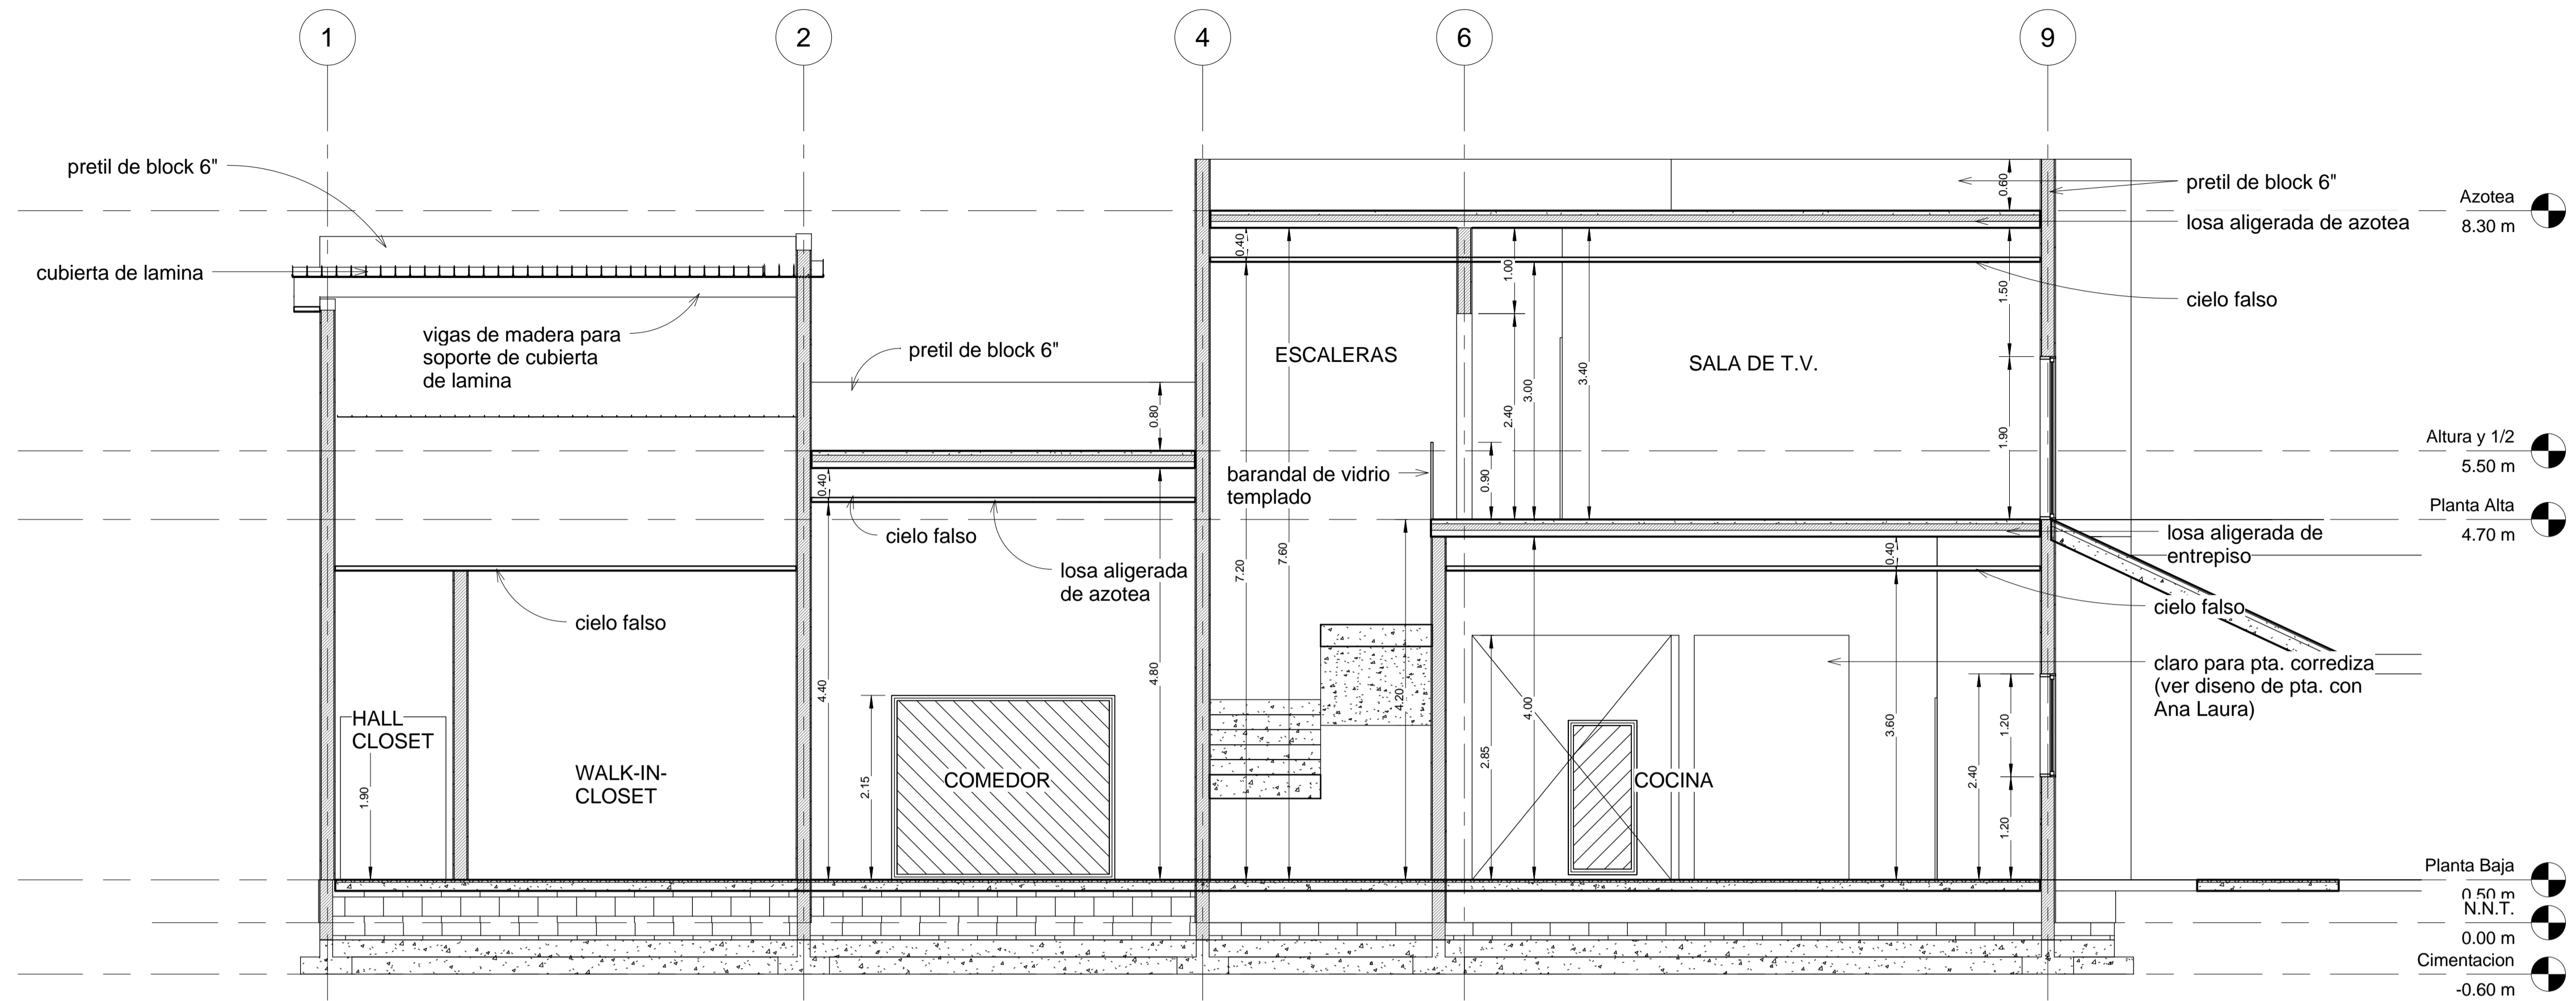 1
2
4
6
9
pretil de block 6"
cubierta de lamina
vigas de madera para
soporte de cubierta
de lamina
pretil de block 6"
0.80
0.40
cielo falso
losa aligerada
de azotea
cielo falso
HALL
CLOSET
1.90
WALK-IN-
CLOSET
4.40
2.15
COMEDOR
4.80
0.40
7.20
7.60
ESCALERAS
barandal de vidrio
templado
0.90
1.00
2.40
3.00
3.40
SALA DE T.V.
0.60
1.50
1.90
4.20
4.00
2.85
COCINA
0.40
3.60
2.40
1.20
1.20
pretil de block 6"
losa aligerada de azotea
cielo falso
losa aligerada de
entrepiso
cielo falso
claro para pta. corrediza
(ver diseno de pta. con
Ana Laura)
Azotea
8.30 m
Altura y 1/2
5.50 m
Planta Alta
4.70 m
Planta Baja
0.50 m
N.N.T.
0.00 m
Cimentacion
-0.60 m